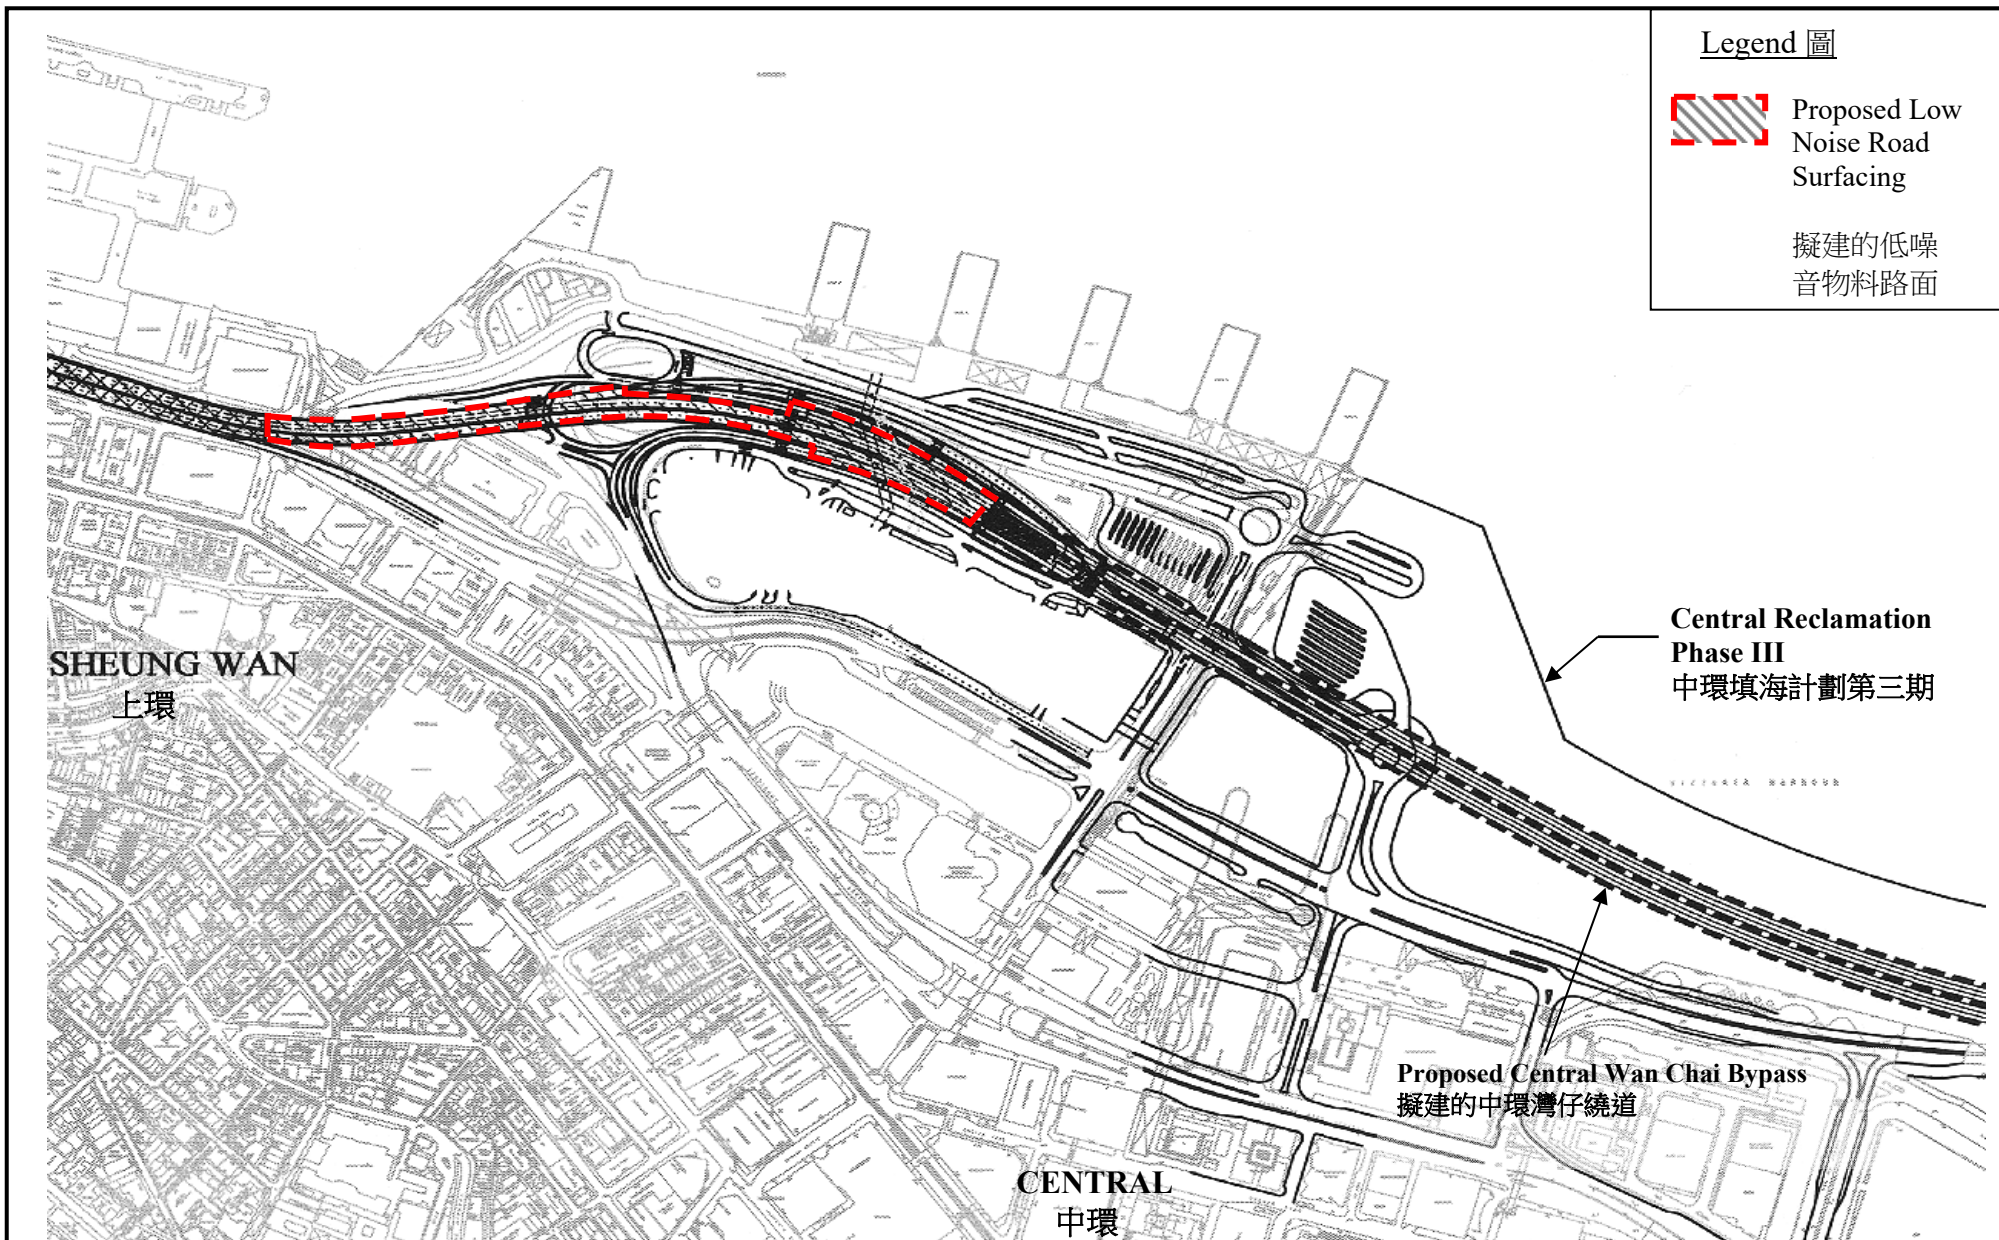 Legend 圖
Proposed Low
Noise Road
Surfacing
擬建的低噪
音物料路面
Central Reclamation
Phase III
中環填海計劃第三期
SHEUNG WAN
上環
VICTORIA HARBOUR
Proposed Central Wan Chai Bypass
擬建的中環灣仔繞道
CENTRAL
中環